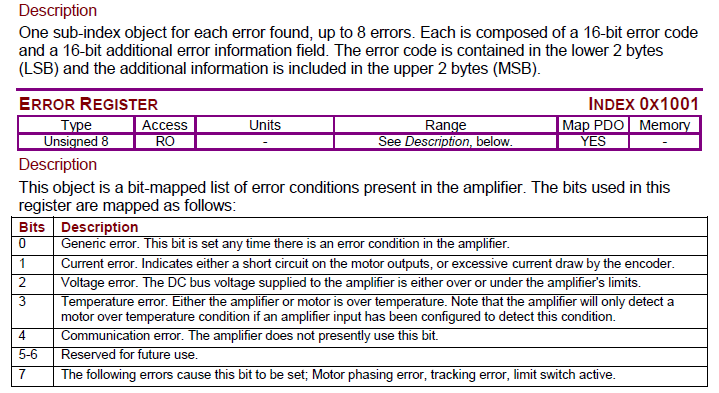 Description
One sub-index object for each error found, up to 8 errors. Each is composed of a 16-bit error code
and a 16-bit additional error information field. The error code is contained in the lower 2 bytes
(LSB) and the additional information is included in the upper 2 bytes (MSB).
ERROR REGISTER INDEX 0X1001
Type Access Units Range Map PDO Memory
Unsigned 8 RO - See Description, below. YES -
Description
This object is a bit-mapped list of error conditions present in the amplifier. The bits used in this
register are mapped as follows:
Bits Description
0 Generic error. This bit is set any time there is an error condition in the amplifier.
1 Current error. Indicates either a short circuit on the motor outputs, or excessive current draw by the encoder.
2 Voltage error. The DC bus voltage supplied to the amplifier is either over or under the amplifier's limits.
3 Temperature error. Either the amplifier or motor is over temperature. Note that the amplifier will only detect a
motor over temperature condition if an amplifier input has been configured to detect this condition.
4 Communication error. The amplifier does not presently use this bit.
5-6 Reserved for future use.
7 The following errors cause this bit to be set; Motor phasing error, tracking error, limit switch active.